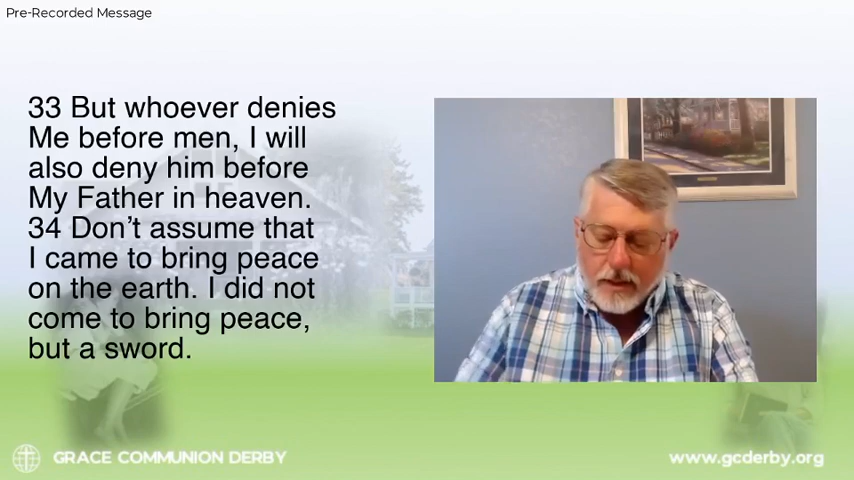 Pre-Recorded Message
33 But whoever denies
Me before men, I will
also deny him before
My Father in heaven.
34 Don’t assume that
I came to bring peace
on the earth. I did not
come to bring peace,
but a sword.
GRACE COMMUNION DERBY
www.gcderby.org